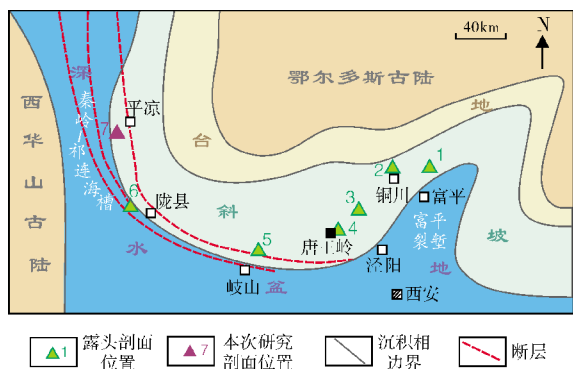 40km
N
鄂尔多斯古陆
西华山古陆
深水盆地
秦岭-祁连海槽
台地
斜坡
富平裂堑
平凉
陇县
岐山
唐王岭
铜川
富平
泾阳
西安
1
2
3
4
5
6
7
1 露头剖面位置
7 本次研究剖面位置
沉积相边界
断层